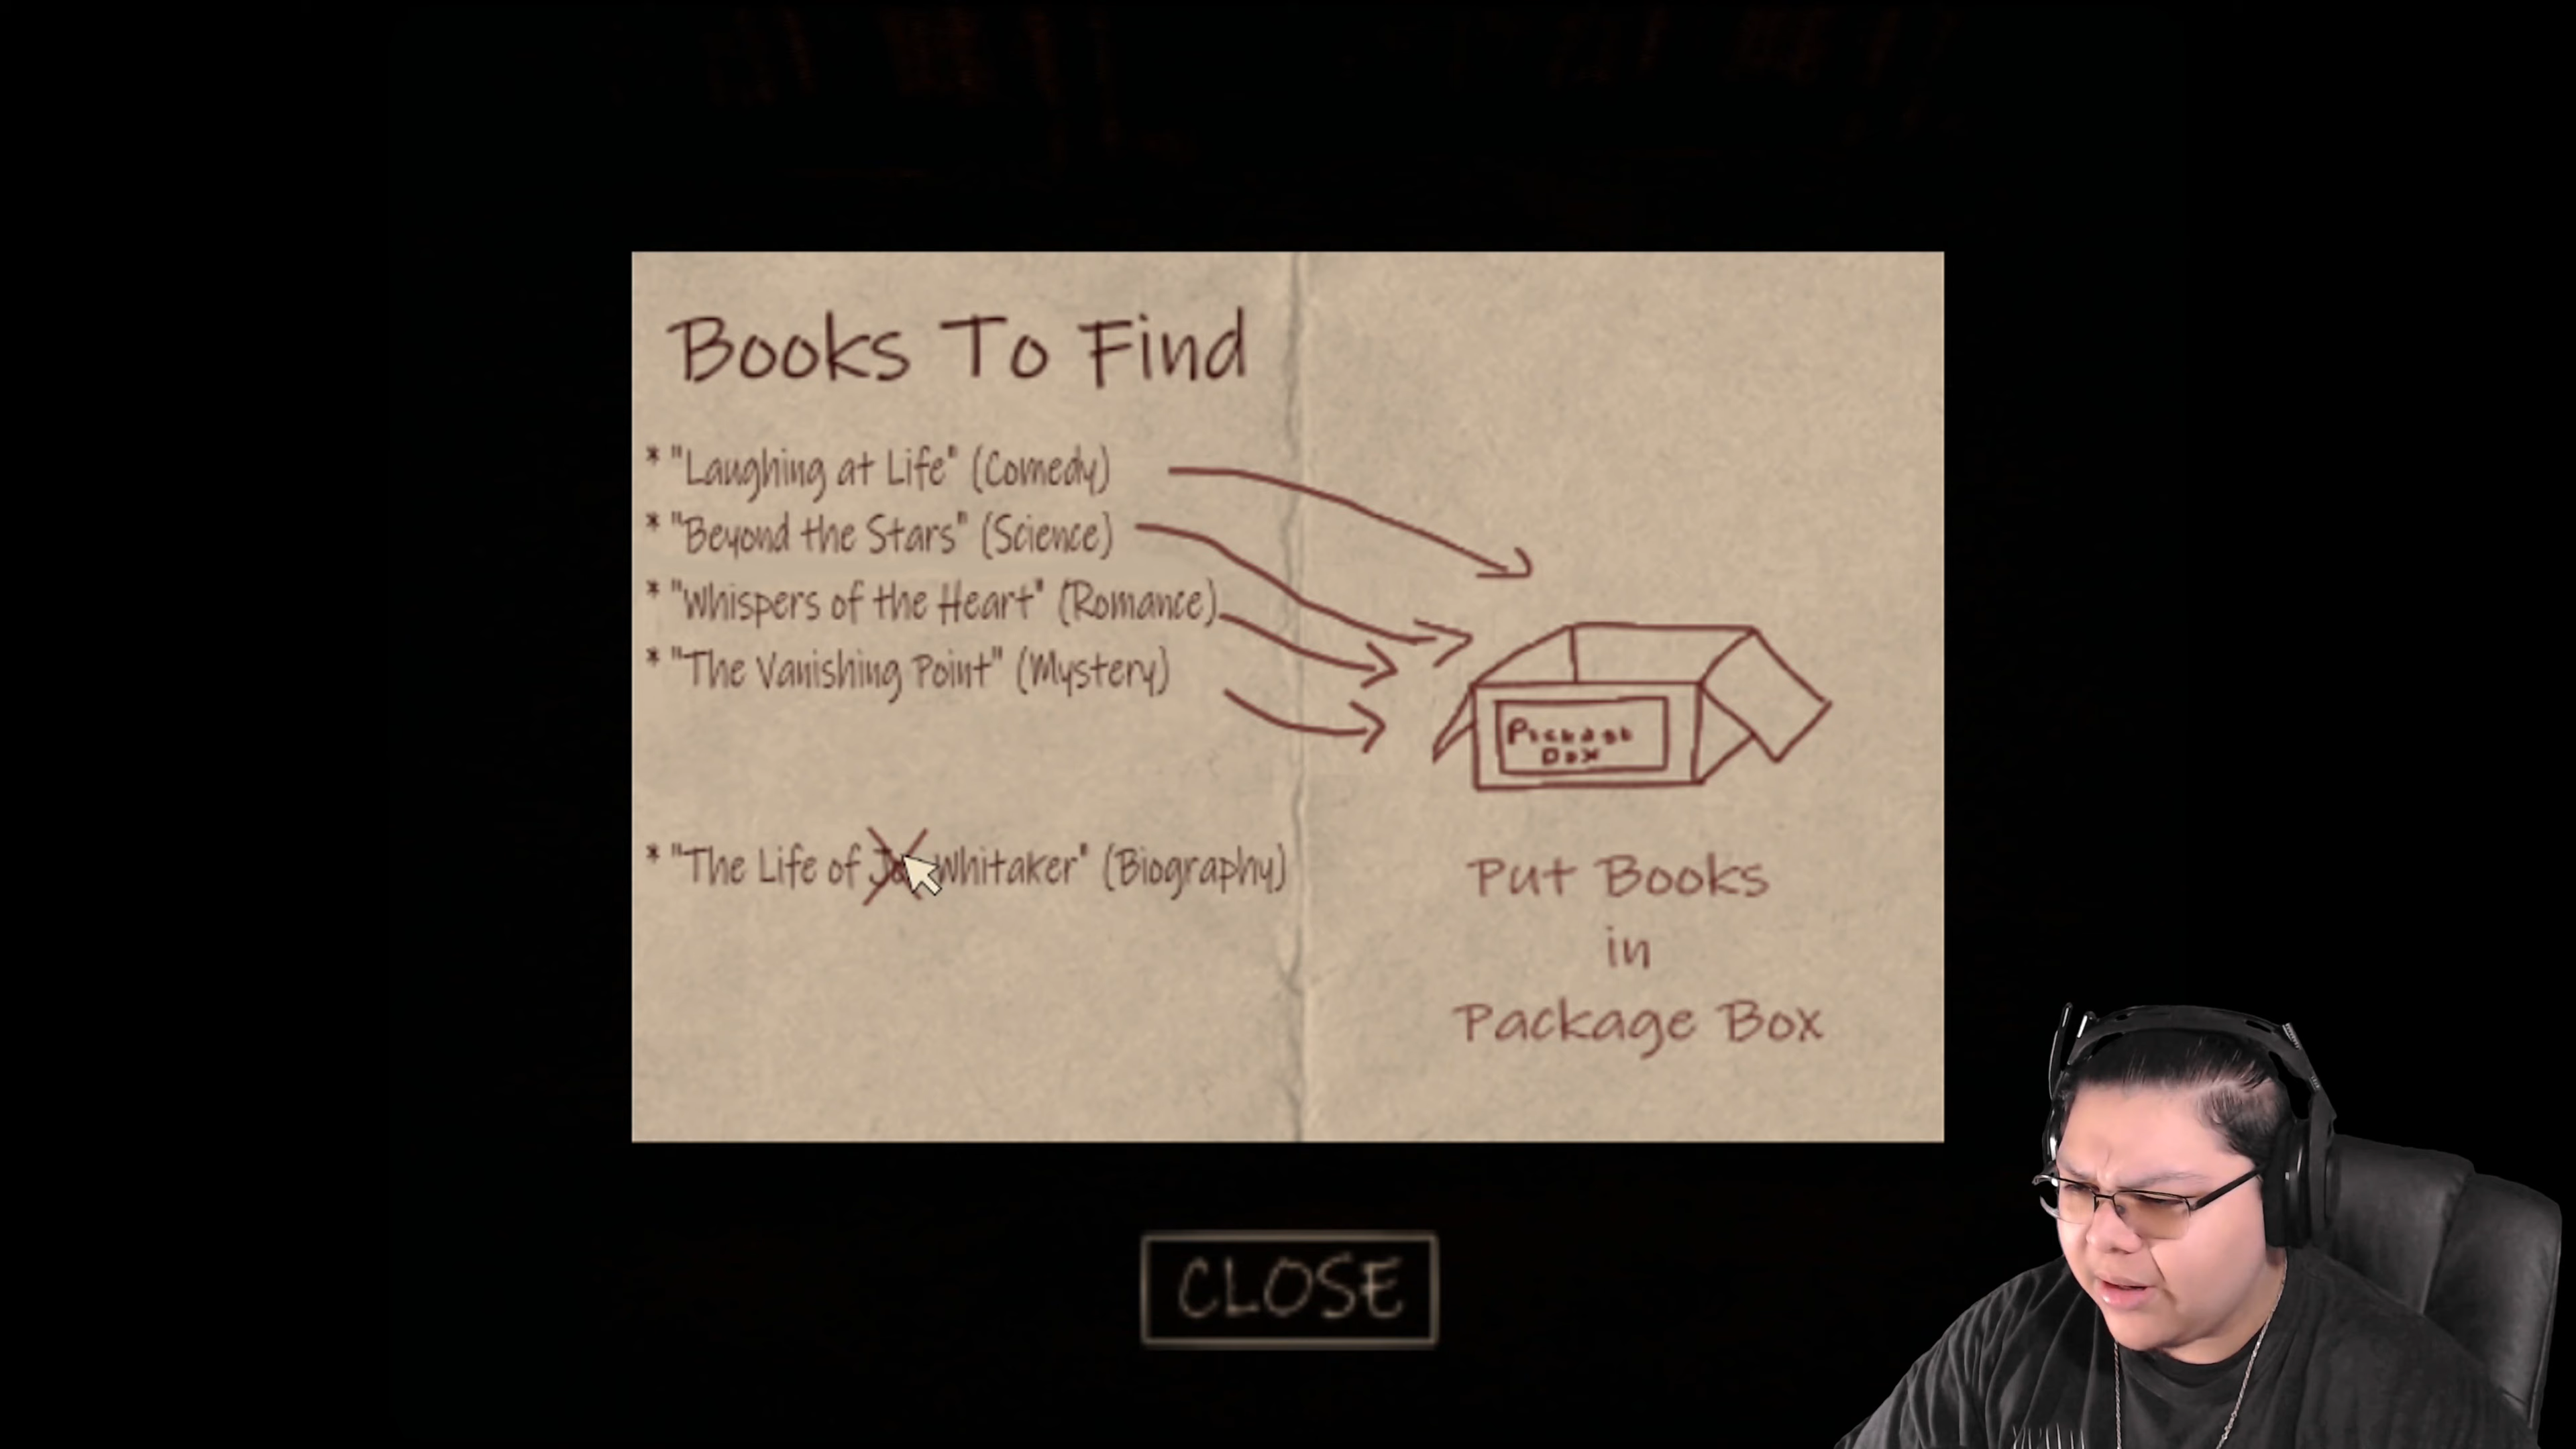 Books To Find
* "Laughing at Life" (Comedy)
* "Beyond the Stars" (Science)
* "Whispers of the Heart" (Romance)
* "The Vanishing Point" (Mystery)
* "The Life of Whitaker" (Biography)
Package
Box
Put Books
in
Package Box
CLOSE